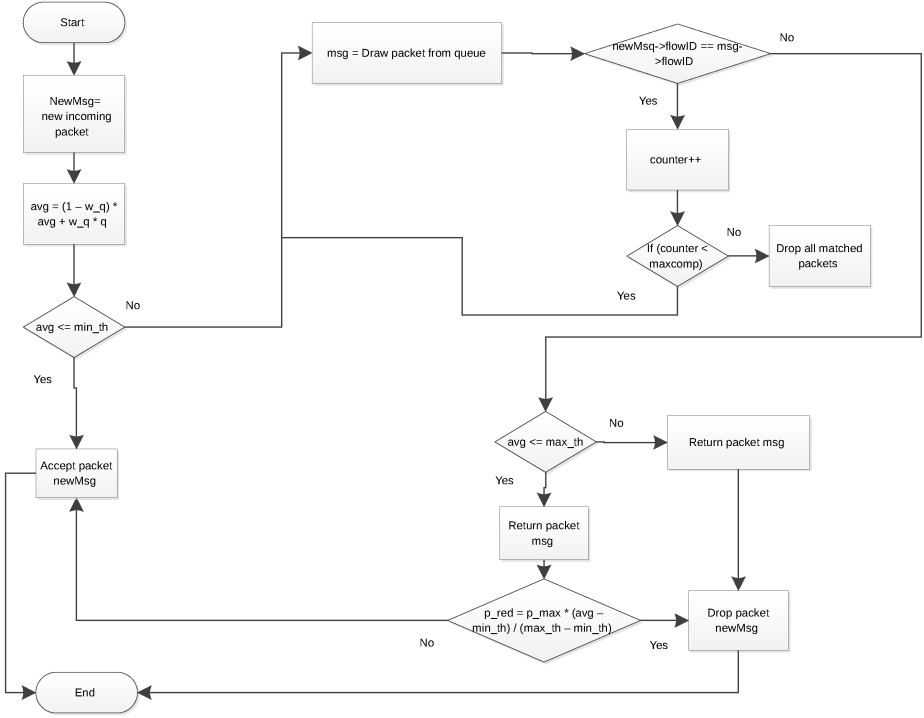 Start
NewMsg=
new incoming
packet
avg = (1 – w_q) *
avg + w_q * q
avg <= min_th
No
Yes
Accept packet
newMsg
msg = Draw packet from queue
newMsq->flowID == msg-
>flowID
No
Yes
counter++
If (counter <
maxcomp)
No
Yes
Drop all matched
packets
avg <= max_th
No
Yes
Return packet msg
Return packet
msg
p_red = p_max * (avg –
min_th) / (max_th – min_th)
No
Yes
Drop packet
newMsg
End